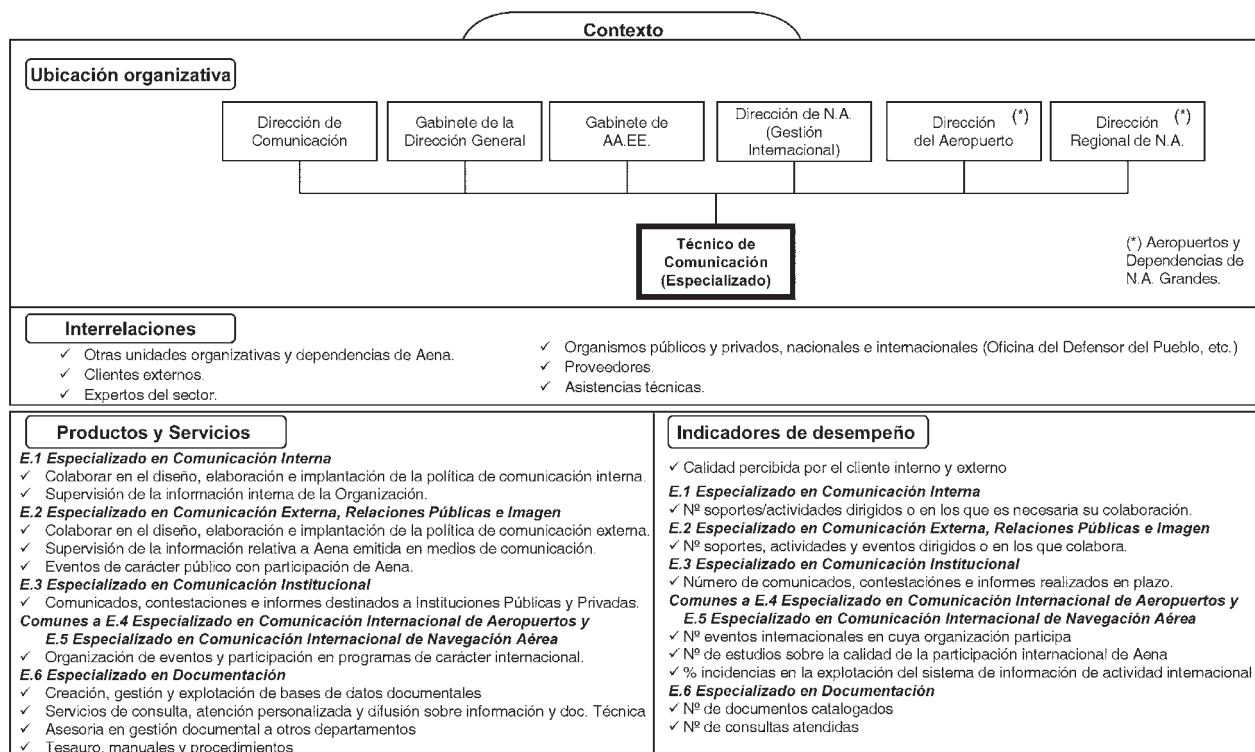 Contexto
Ubicación organizativa
Dirección de
Comunicación
Gabinete de la
Dirección General
Gabinete de
AA.EE.
Dirección de N.A.
(Gestión
Internacional)
Dirección (*)
del Aeropuerto
Dirección (*)
Regional de N.A.
Técnico de
Comunicación
(Especializado)
(*) Aeropuertos y
Dependencias de
N.A. Grandes.
Interrelaciones
✓ Otras unidades organizativas y dependencias de Aena.
✓ Clientes externos.
✓ Expertos del sector.
✓ Organismos públicos y privados, nacionales e internacionales (Oficina del Defensor del Pueblo, etc.)
✓ Proveedores.
✓ Asistencias técnicas.
Productos y Servicios
E.1 Especializado en Comunicación Interna
✓ Colaborar en el diseño, elaboración e implantación de la política de comunicación interna.
✓ Supervisión de la información interna de la Organización.
E.2 Especializado en Comunicación Externa, Relaciones Públicas e Imagen
✓ Colaborar en el diseño, elaboración e implantación de la política de comunicación externa.
✓ Supervisión de la información relativa a Aena emitida en medios de comunicación.
✓ Eventos de carácter público con participación de Aena.
E.3 Especializado en Comunicación Institucional
✓ Comunicados, contestaciones e informes destinados a Instituciones Públicas y Privadas.
Comunes a E.4 Especializado en Comunicación Internacional de Aeropuertos y
E.5 Especializado en Comunicación Internacional de Navegación Aérea
✓ Organización de eventos y participación en programas de carácter internacional.
E.6 Especializado en Documentación
✓ Creación, gestión y explotación de bases de datos documentales
✓ Servicios de consulta, atención personalizada y difusión sobre información y doc. Técnica
✓ Asesoria en gestión documental a otros departamentos
✓ Tesauro, manuales y procedimientos
Indicadores de desempeño
✓ Calidad percibida por el cliente interno y externo
E.1 Especializado en Comunicación Interna
✓ Nº soportes/actividades dirigidos o en los que es necesaria su colaboración.
E.2 Especializado en Comunicación Externa, Relaciones Públicas e Imagen
✓ Nº soportes, actividades y eventos dirigidos o en los que colabora.
E.3 Especializado en Comunicación Institucional
✓ Número de comunicados, contestaciónes e informes realizados en plazo.
Comunes a E.4 Especializado en Comunicación Internacional de Aeropuertos y
E.5 Especializado en Comunicación Internacional de Navegación Aérea
✓ Nº eventos internacionales en cuya organización participa
✓ Nº de estudios sobre la calidad de la participación internacional de Aena
✓ % incidencias en la explotación del sistema de información de actividad internacional
E.6 Especializado en Documentación
✓ Nº de documentos catalogados
✓ Nº de consultas atendidas